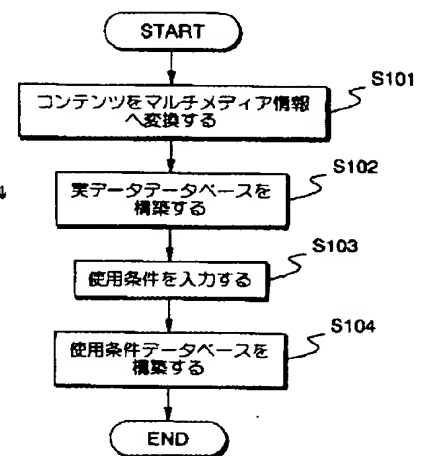 START
S101
コンテンツをマルチメディア情報
へ変換する
S102
実データデータベースを
構築する
S103
使用条件を入力する
S104
使用条件データベースを
構築する
END